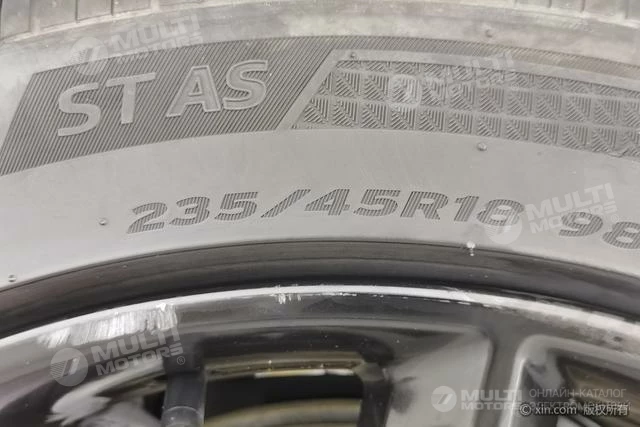 MULTI
MOTORS®
MULTI
ST AS
235/45R18 98
MULTI
MOTORS
MULTI
MOTORS®
MULTI
MOTORS
ОНЛАЙН-КАТАЛОГ
© xin.com 版权所有